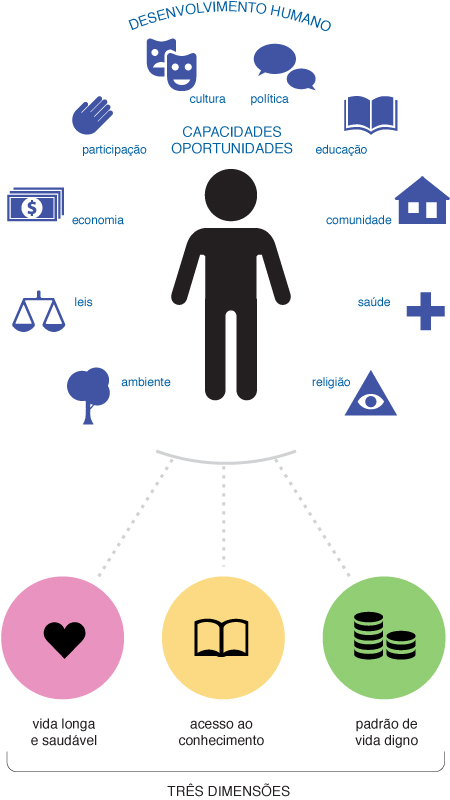 DESENVOLVIMENTO HUMANO
cultura
política
CAPACIDADES
OPORTUNIDADES
participação
educação
economia
comunidade
leis
saúde
ambiente
religião
$
vida longa
e saudável
acesso ao
conhecimento
padrão de
vida digno
TRÊS DIMENSÕES